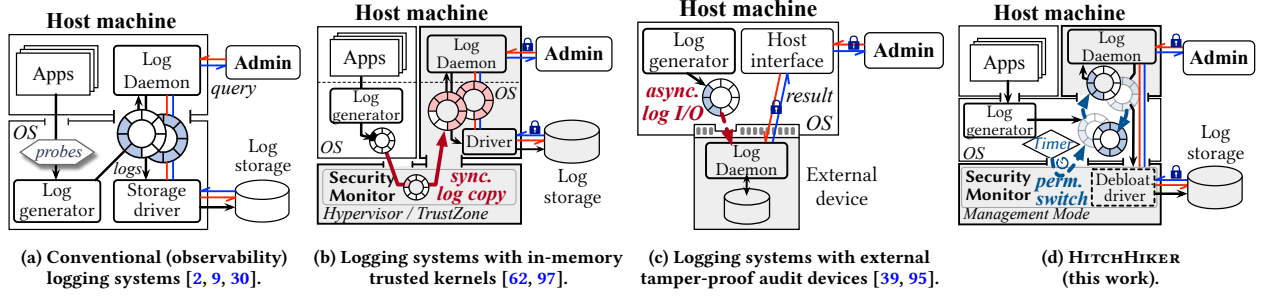 Host machine
Apps
Log
Daemon
Admin
query
OS
probes
logs
Log
generator
Storage
driver
Log
storage
(a) Conventional (observability)
logging systems [2, 9, 30].
Host machine
Apps
Log
Daemon
Admin
OS
Log
generator
OS
Driver
Security
Monitor
sync.
log copy
Hypervisor / TrustZone
Log
storage
(b) Logging systems with in-memory
trusted kernels [62, 97].
Host machine
Log
generator
Host
interface
Admin
async.
log I/O
result
OS
Log
Daemon
External
device
(c) Logging systems with external
tamper-proof audit devices [39, 95].
Host machine
Apps
Log
Daemon
Admin
Log
generator
OS
Timer
Security
Monitor
perm.
switch
Debloat.
driver
Management Mode
Log
storage
(d) HITCHHIKER
(this work).